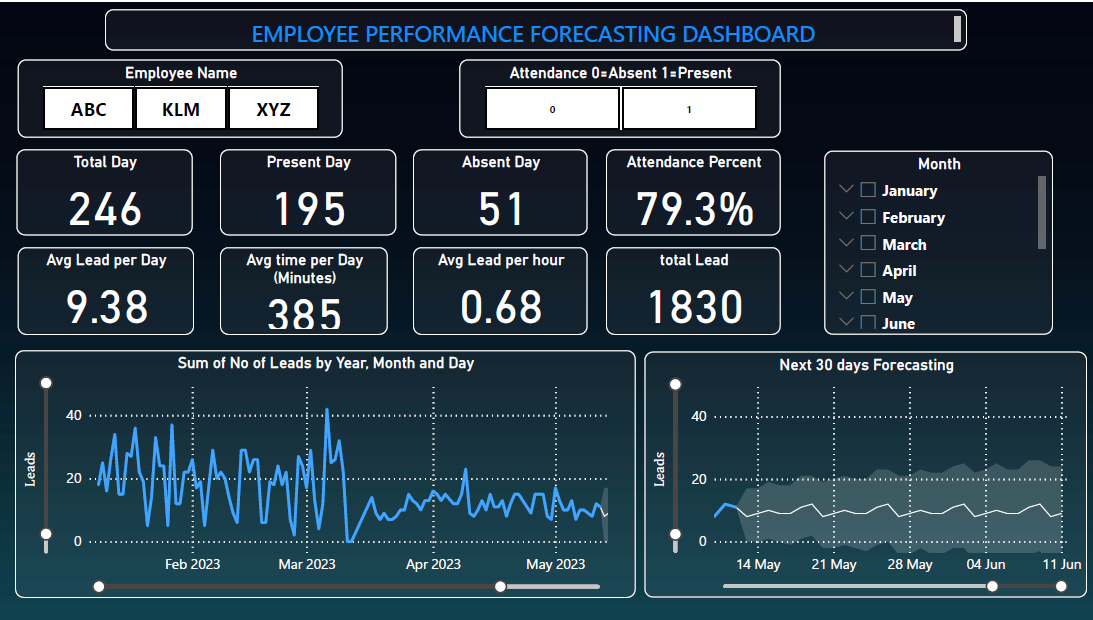 EMPLOYEE PERFORMANCE FORECASTING DASHBOARD
Employee Name
ABC KLM XYZ
Attendance 0=Absent 1=Present
0 1
Total Day
246
Present Day
195
Absent Day
51
Attendance Percent
79.3%
Month
January
February
March
April
May
June
Avg Lead per Day
9.38
Avg time per Day
(Minutes)
385
Avg Lead per hour
0.68
total Lead
1830
Sum of No of Leads by Year, Month and Day
Leads
40
20
0
Feb 2023 Mar 2023 Apr 2023 May 2023
Next 30 days Forecasting
Leads
40
20
0
14 May 21 May 28 May 04 Jun 11 Jun